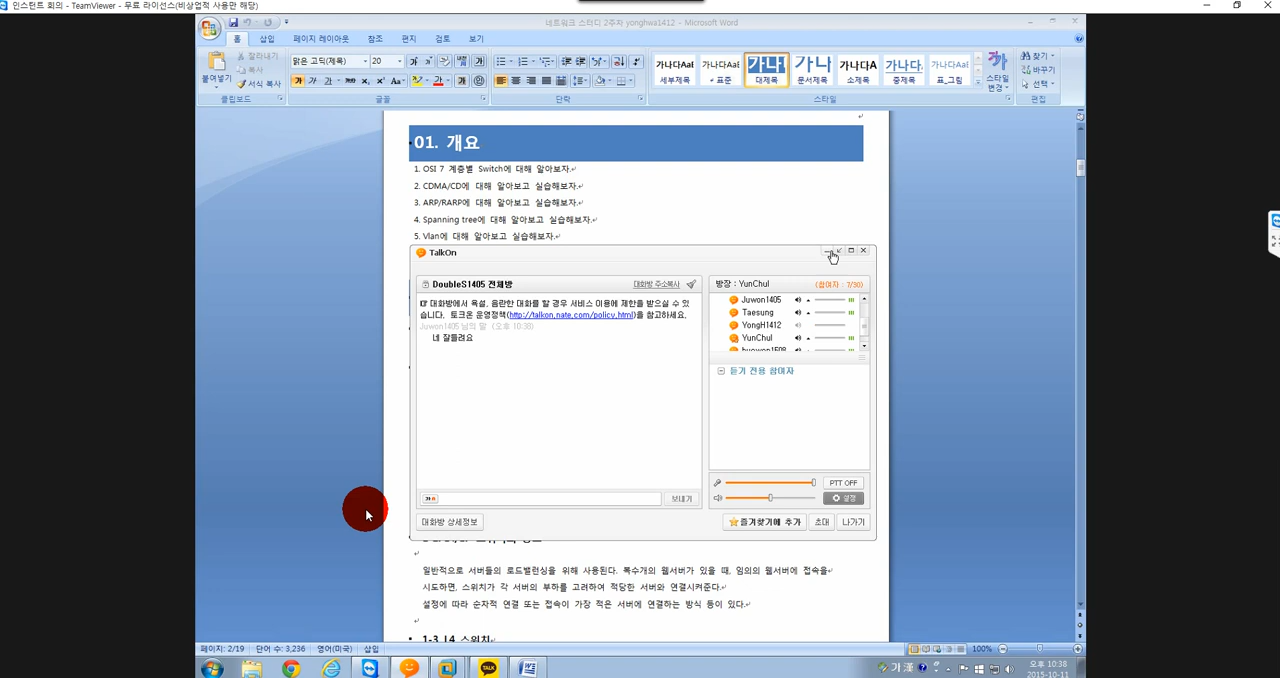 인스턴트 회의 - TeamViewer - 무료 라이선스(비상업적 사용만 해당)
네트워크 스터디 2주차 yonghwa1412 - Microsoft Word
홈 삽입 페이지 레이아웃 참조 편지 검토 보기
붙여넣기
잘라내기
복사
서식 복사
클립보드
맑은 고딕(제목) 20
글꼴
단락
가나다AaI 세부제목
가나다AaI 표준
가나 대제목
가나 문서제목
가나다A 소제목
가나다. 중제목
가나다AaE 표_그림
스타일 변경
스타일
찾기
바꾸기
선택
편집
01. 개요
1. OSI 7 계층별 Switch에 대해 알아보자.
2. CDMA/CD에 대해 알아보고 실습해보자.
3. ARP/RARP에 대해 알아보고 실습해보자.
4. Spanning tree에 대해 알아보고 실습해보자.
5. Vlan에 대해 알아보고 실습해보자.
TalkOn
DoubleS1405 전체방 대화방 주소복사
대화방에서 욕설, 음란한 대화를 할 경우 서비스 이용에 제한을 받으실 수 있
습니다. 토크온 운영정책(http://talkon.nate.com/policy.html)을 참고하세요.
Juwon1405 님의 말 (오후 10:38)
네 잘들려요
보내기
대화방 상세정보
방장 : YunChul (참여자 : 7/30)
Juwon1405
Taesung
YongH1412
YunChul
듣기 전용 참여자
PTT OFF
설정
즐겨찾기에 추가 초대 나가기
일반적으로 서버들의 로드밸런싱을 위해 사용된다. 복수개의 웹서버가 있을 때, 임의의 웹서버에 접속을
시도하면, 스위치가 각 서버의 부하를 고려하여 적당한 서버와 연결시켜준다.
설정에 따라 순차적 연결 또는 접속이 가장 적은 서버에 연결하는 방식 등이 있다.
1-3 L4 스위치
페이지: 2/19 단어 수: 3,236 영어(미국) 삽입 100%
TALK
가 漢
오후 10:38
2015-10-11